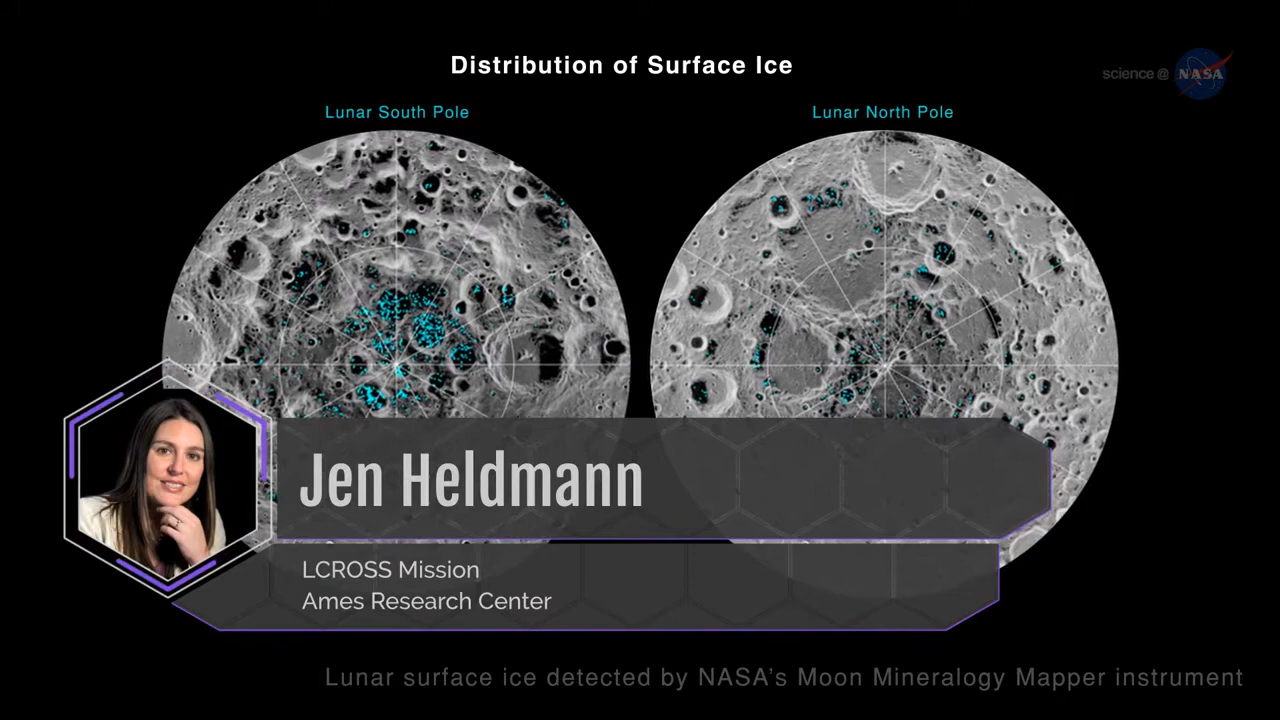 Distribution of Surface Ice
science@ NASA
Lunar South Pole
Lunar North Pole
Jen Heldmann
LCROSS Mission
Ames Research Center
Lunar surface ice detected by NASA's Moon Mineralogy Mapper instrument